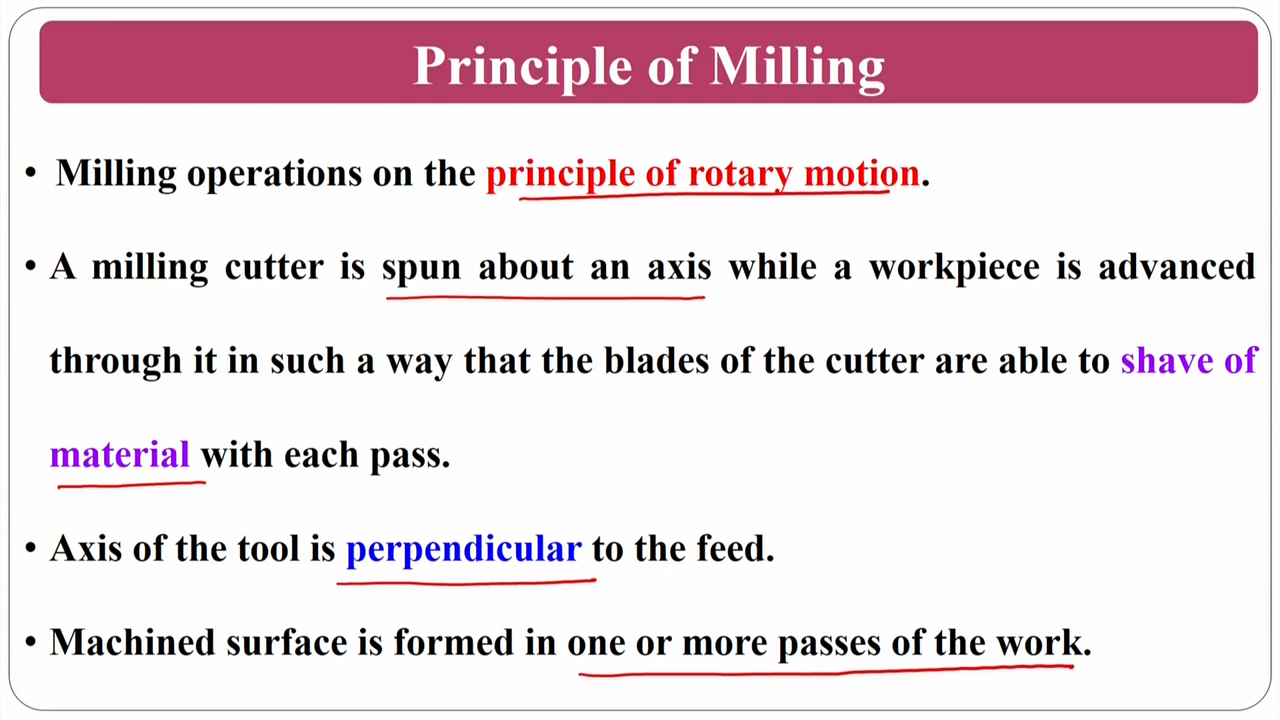 Principle of Milling
• Milling operations on the principle of rotary motion.
• A milling cutter is spun about an axis while a workpiece is advanced
through it in such a way that the blades of the cutter are able to shave of
material with each pass.
• Axis of the tool is perpendicular to the feed.
• Machined surface is formed in one or more passes of the work.